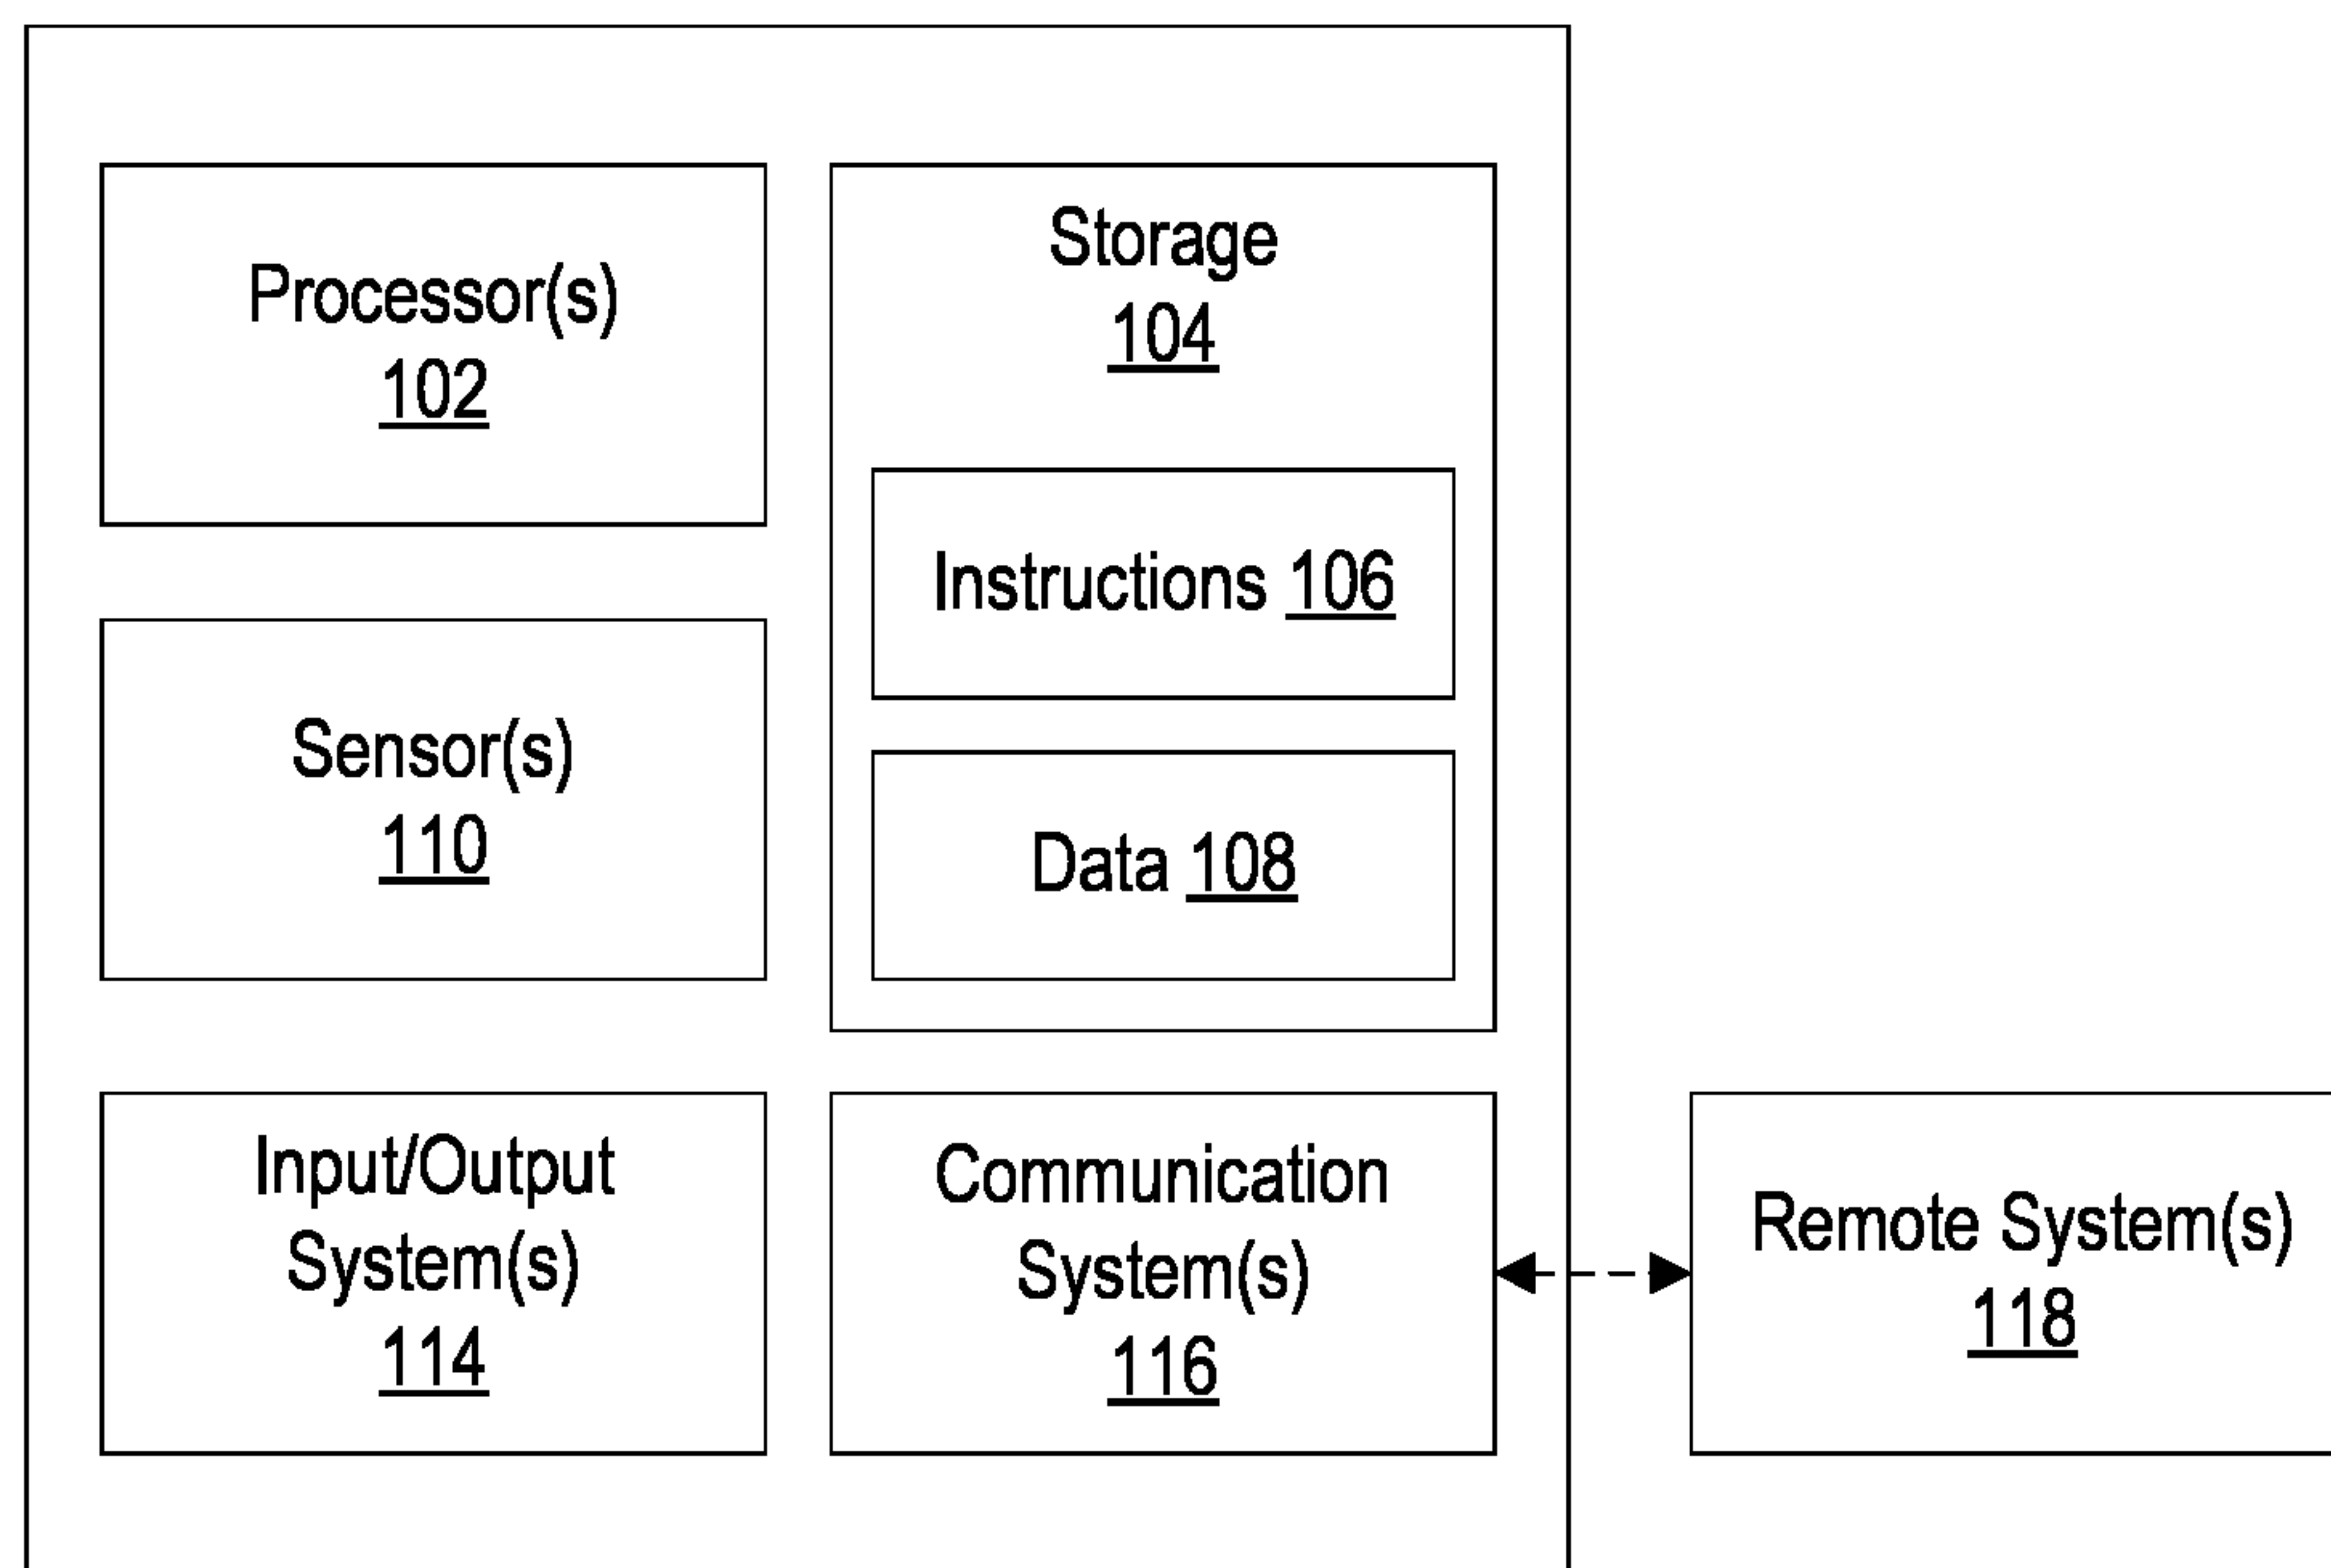 Processor(s)
102
Storage
104
Instructions 106
Sensor(s)
110
Data 108
Input/Output
System(s)
114
Communication
System(s)
116
Remote System(s)
118